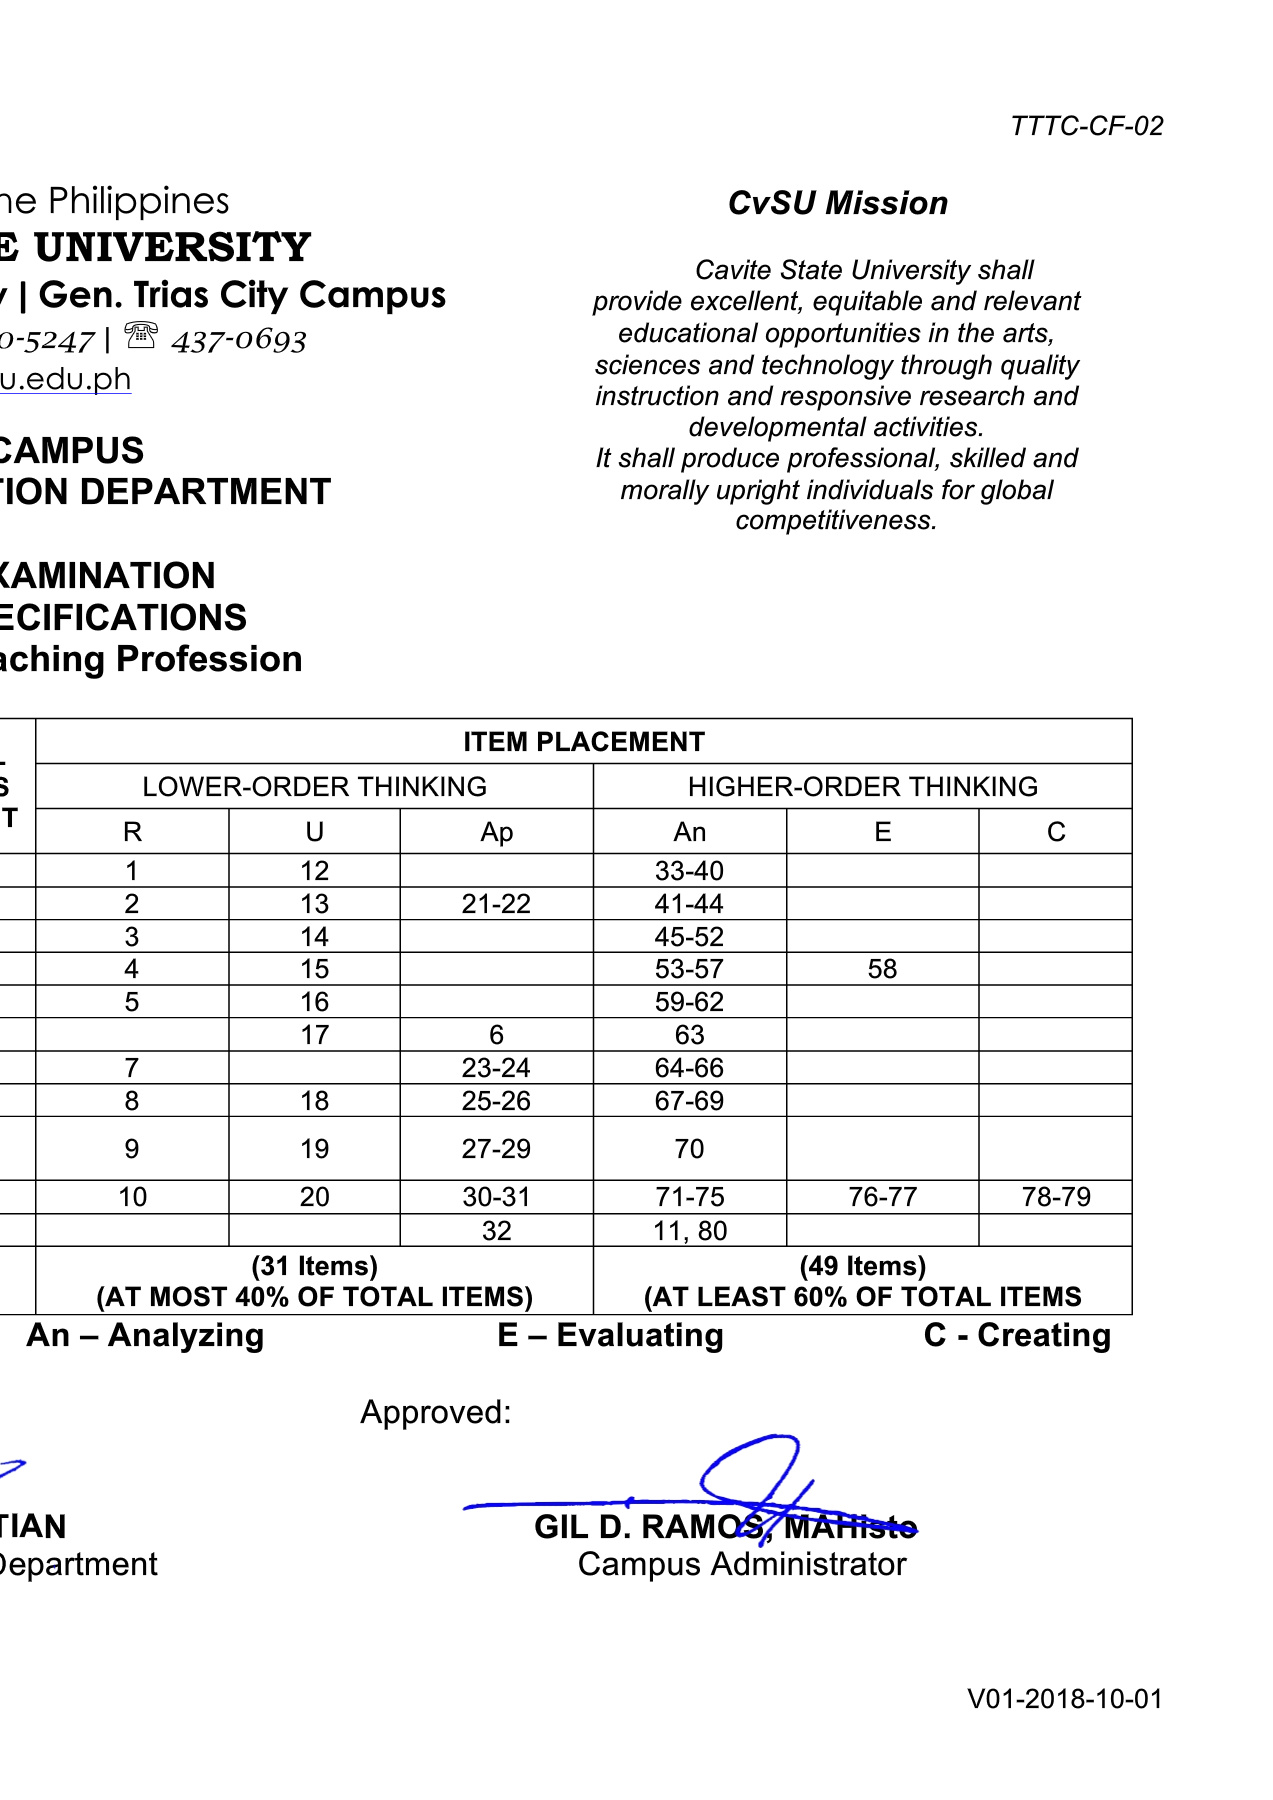 TTTC-CF-02
ne Philippines
E UNIVERSITY
y | Gen. Trias City Campus
0-5247 | ☏ 437-0693
u.edu.ph
CAMPUS
TION DEPARTMENT
XAMINATION
ECIFICATIONS
aching Profession
CvSU Mission
Cavite State University shall
provide excellent, equitable and relevant
educational opportunities in the arts,
sciences and technology through quality
instruction and responsive research and
developmental activities.
It shall produce professional, skilled and
morally upright individuals for global
competitiveness.
S
T
ITEM PLACEMENT
LOWER-ORDER THINKING HIGHER-ORDER THINKING
R U Ap An E C
1 12 33-40
2 13 21-22 41-44
3 14 45-52
4 15 53-57 58
5 16 59-62
17 6 63
7 23-24 64-66
8 18 25-26 67-69
9 19 27-29 70
10 20 30-31 71-75 76-77 78-79
32 11, 80
(31 Items) (49 Items)
(AT MOST 40% OF TOTAL ITEMS) (AT LEAST 60% OF TOTAL ITEMS
An – Analyzing E – Evaluating C - Creating
Approved:
TIAN GIL D. RAMOS, MAHisto
Department Campus Administrator
V01-2018-10-01